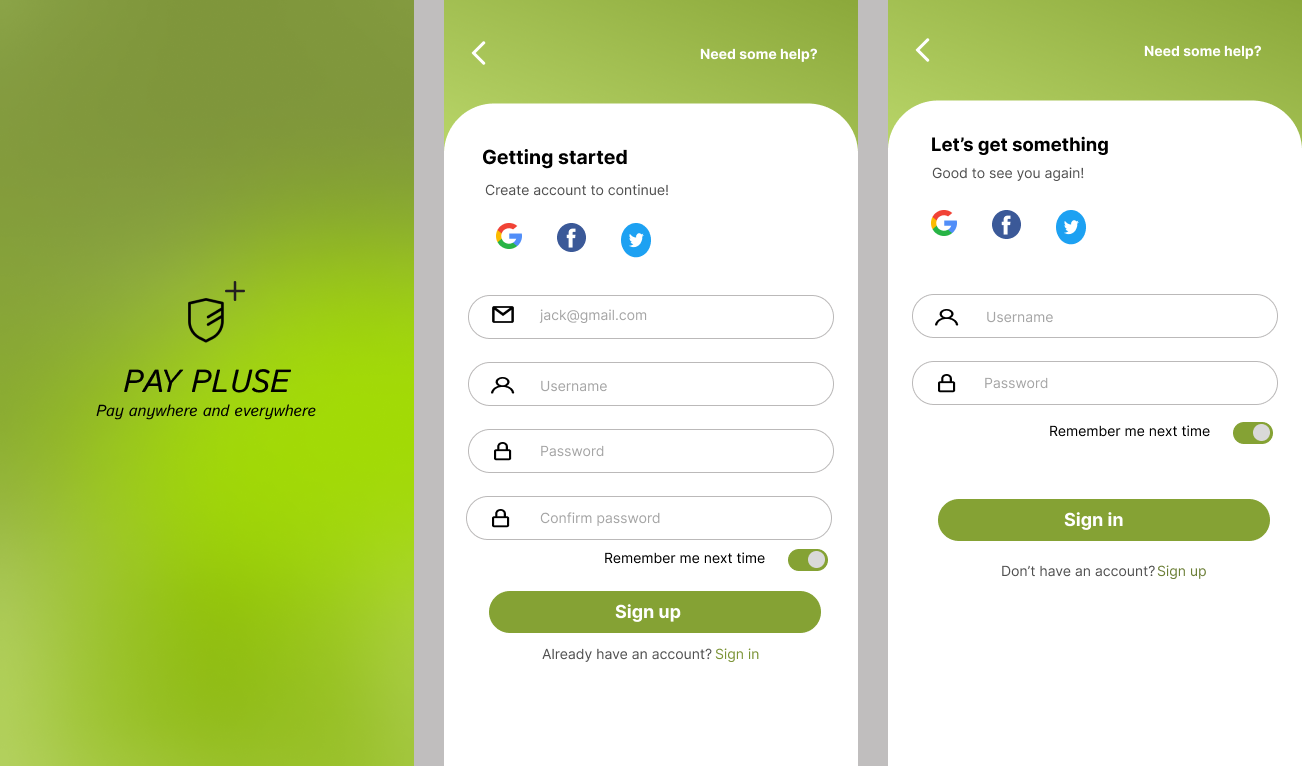 PAY PLUSE
Pay anywhere and everywhere
Need some help?
Getting started
Create account to continue!
jack@gmail.com
Username
Password
Confirm password
Remember me next time
Sign up
Already have an account? Sign in
Need some help?
Let’s get something
Good to see you again!
Username
Password
Remember me next time
Sign in
Don’t have an account? Sign up